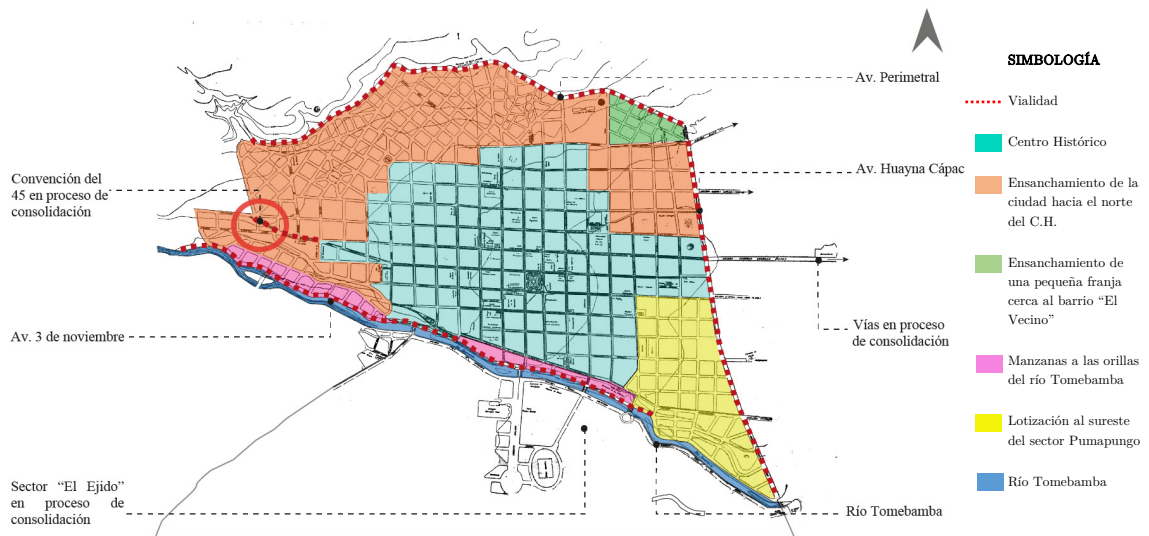 Convención del
45 en proceso de
consolidación
Av. 3 de noviembre
Sector “El Ejido”
en proceso de
consolidación
Av. Perimetral
Av. Huayna Cápac
Vías en proceso
de consolidación
Río Tomebamba
SIMBOLOGÍA
Vialidad
Centro Histórico
Ensanchamiento de la
ciudad hacia el norte
del C.H.
Ensanchamiento de
una pequeña franja
cerca al barrio “El
Vecino”
Manzanas a las orillas
del río Tomebamba
Lotización al sureste
del sector Pumapungo
Río Tomebamba